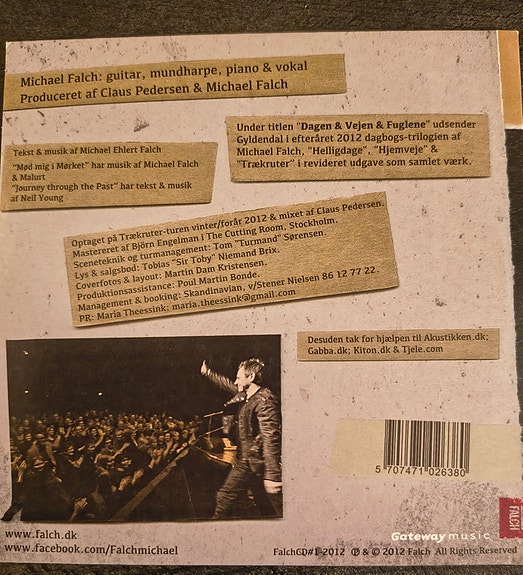 Michael Falch: guitar, mundharpe, piano & vokal
Produceret af Claus Pedersen & Michael Falch
Tekst & musik af Michael Ehlert Falch
"Mød mig i Mørket" har musik af Michael Falch
& Malurt
"Journey through the Past" har tekst & musik
af Neil Young
Under titlen "Dagen & Vejen & Fuglene" udsender
Gyldendal i efteråret 2012 dagbogs-trilogien af
Michael Falch, "Helligdage", "Hjemveje" &
"Trækruter" i revideret udgave som samlet værk.
Optaget på Trækruter-turen vinter/forår 2012 & mixet af Claus Pedersen.
Mastereret af Björn Engelman i The Cutting Room, Stockholm.
Sceneteknik og turmanagement: Tom "Turmand" Sørensen.
Lys & salgsbod: Tobias "Sir Toby" Niemand Brix.
Coverfotos & layout: Martin Dam Kristensen.
Produktionsassistance: Poul Martin Bonde.
Management & booking: Skandinavian, v/Stener Nielsen 86 12 77 22.
PR: Maria Theessink: maria.theessink@gmail.com
Desuden tak for hjælpen til Akustikken.dk;
Gabba.dk; Kiton.dk & Tjele.com
5 707471 026380
www.falch.dk
www.facebook.com/Falchmichael
Gateway music
FALCH
FalchCD#1-2012 ℗ & © 2012 Falch All Rights Reserved